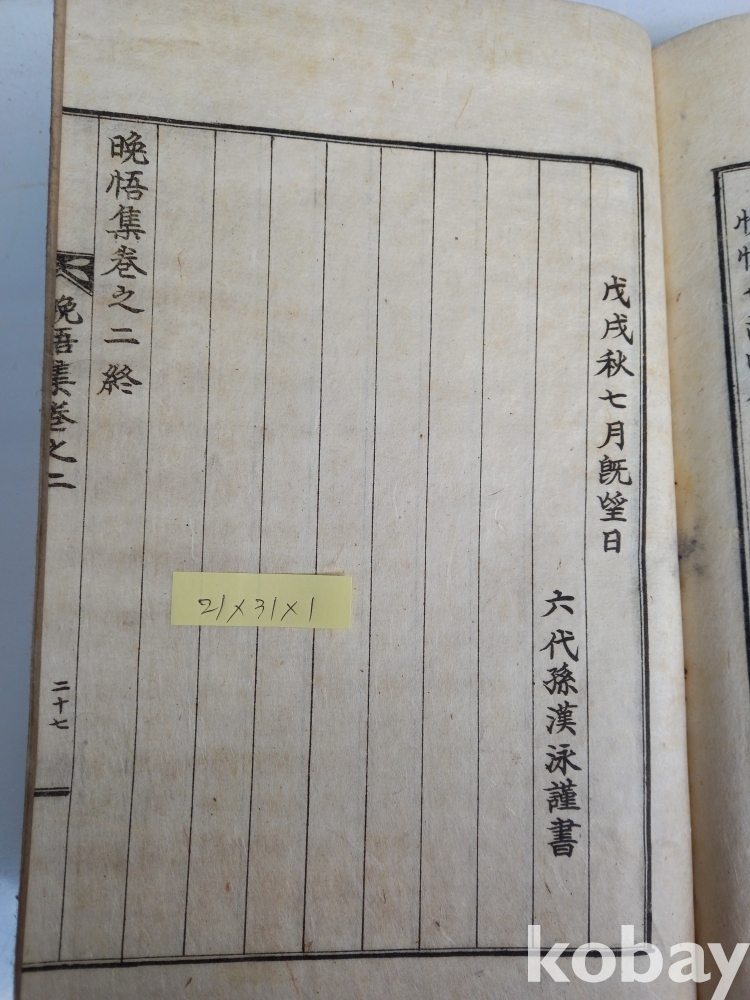 戊戌秋七月旣望日
六代孫漢泳謹書
晩悟集卷之二 終
晩悟集卷之二
二十七
21×31×1
kobay